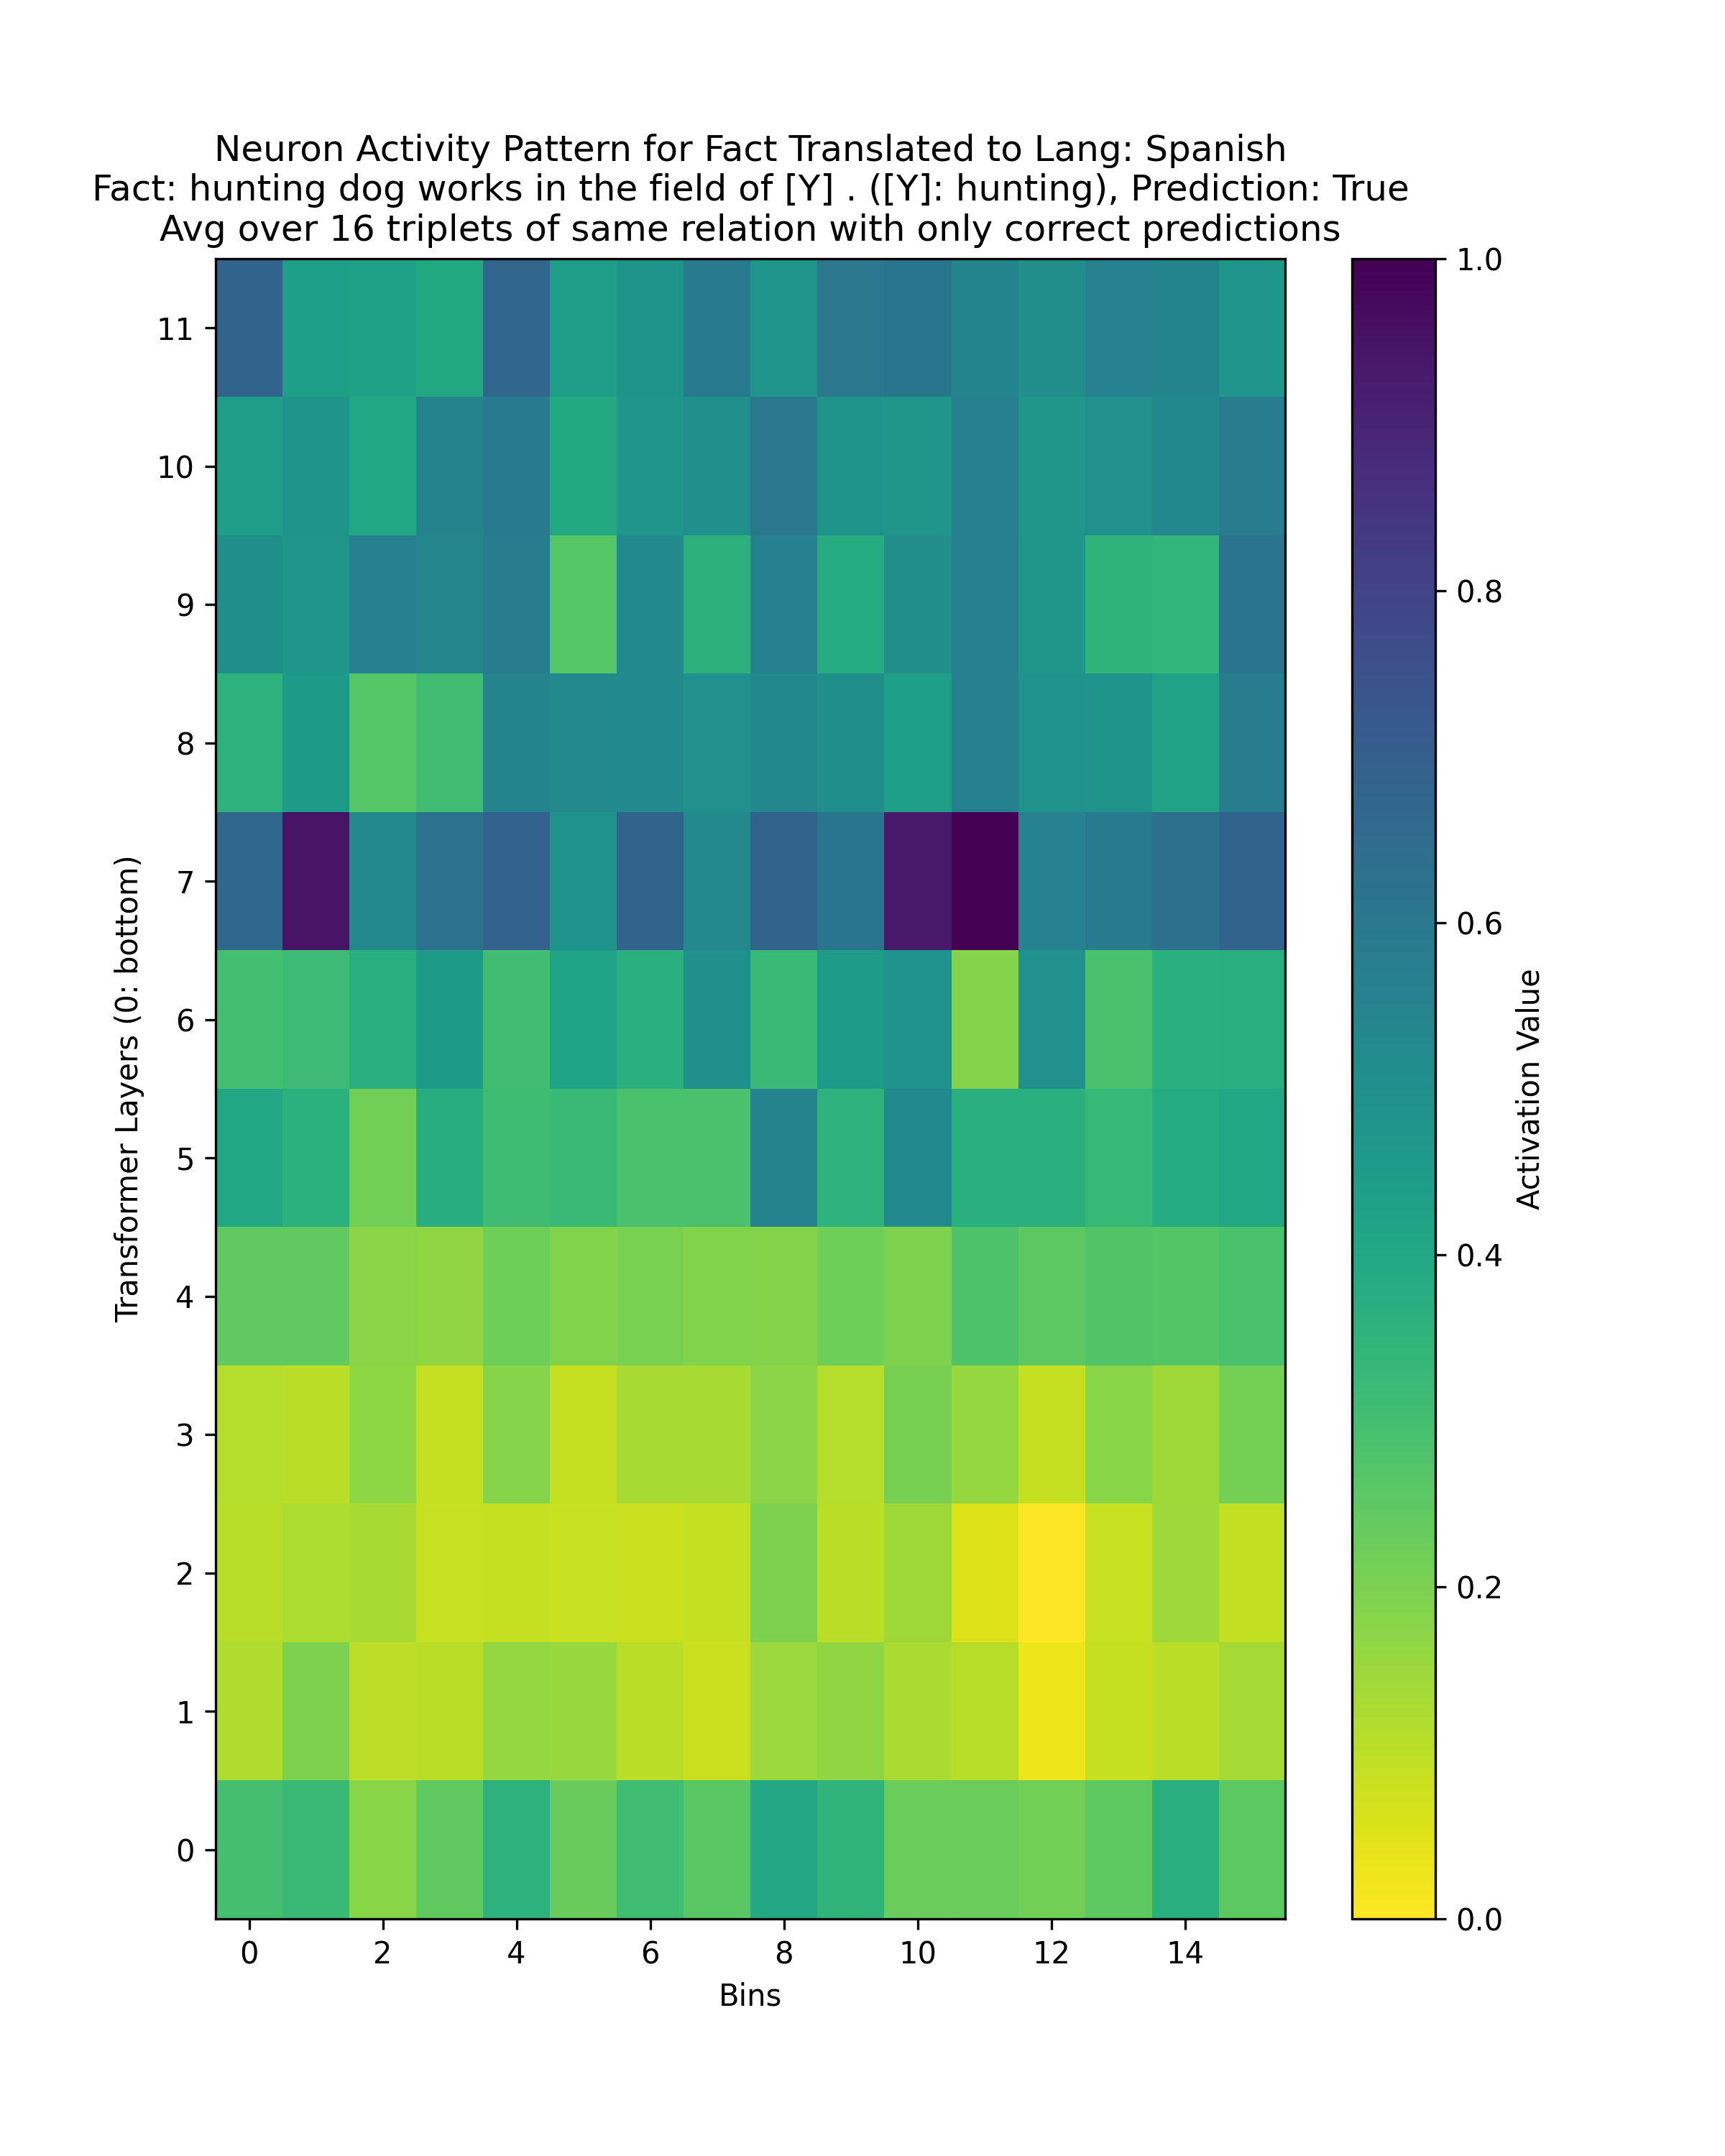 Neuron Activity Pattern for Fact Translated to Lang: Spanish
Fact: hunting dog works in the field of [Y] . ([Y]: hunting), Prediction: True
Avg over 16 triplets of same relation with only correct predictions
11
10
9
8
7
6
5
4
3
2
1
0
Transformer Layers (0: bottom)
0 2 4 6 8 10 12 14
Bins
1.0
0.8
0.6
0.4
0.2
0.0
Activation Value